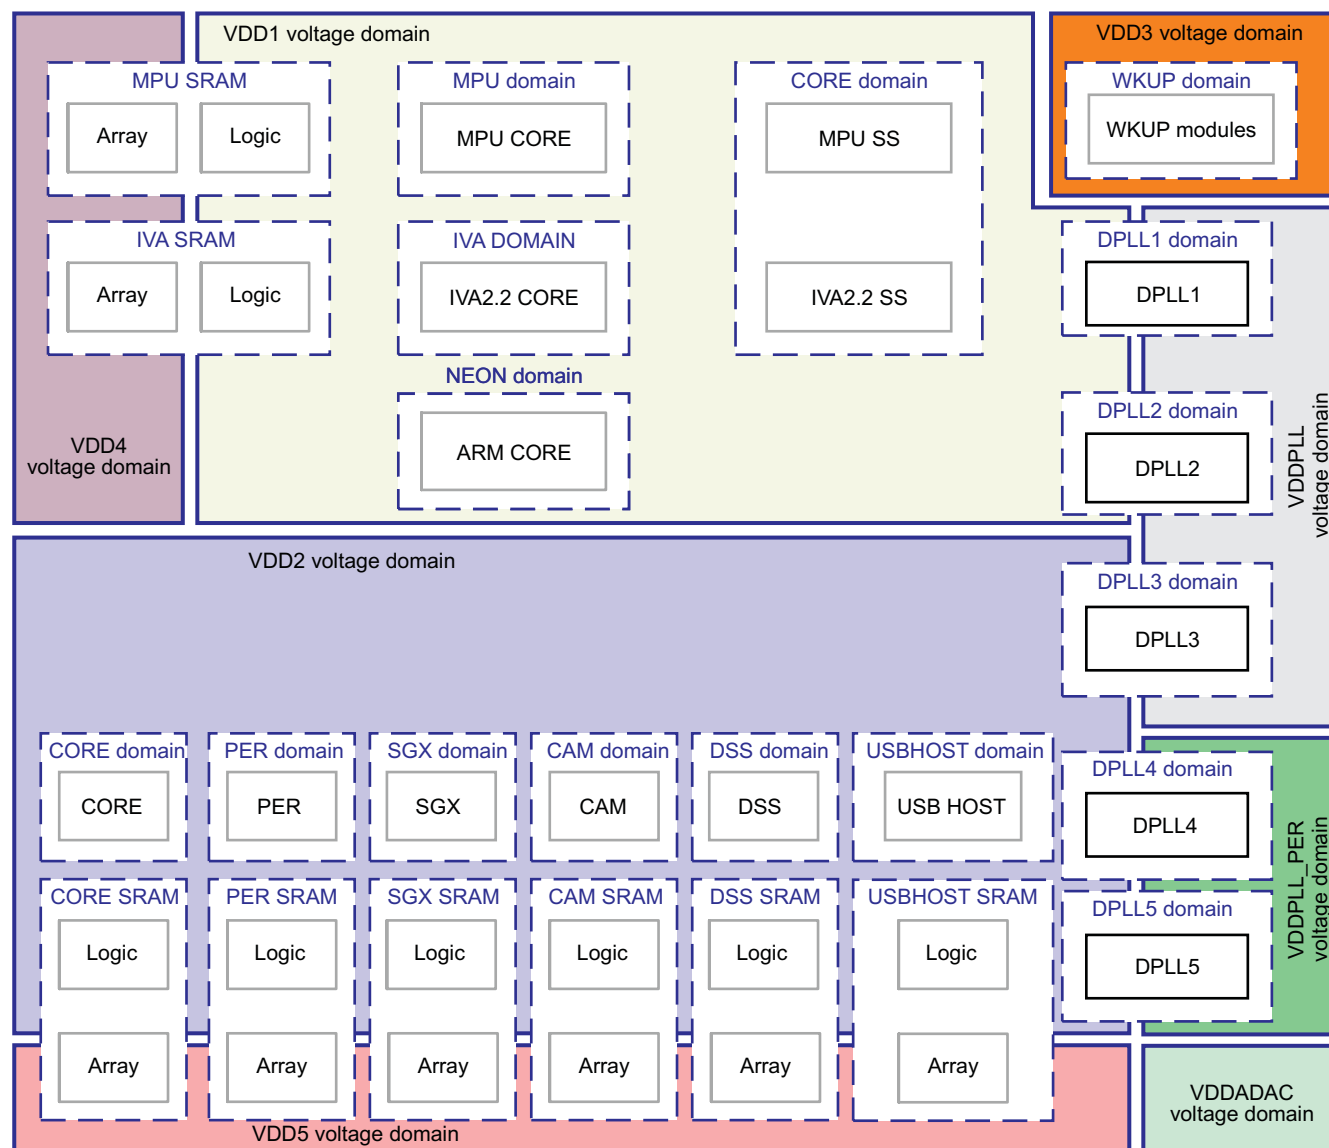 VDD1 voltage domain
VDD3 voltage domain
MPU SRAM
MPU domain
CORE domain
WKUP domain
Array
Logic
MPU CORE
MPU SS
WKUP modules
IVA SRAM
IVA DOMAIN
DPLL1 domain
Array
Logic
IVA2.2 CORE
IVA2.2 SS
DPLL1
NEON domain
ARM CORE
VDD4
voltage domain
DPLL2 domain
DPLL2
VDDPLL
voltage domain
VDD2 voltage domain
DPLL3 domain
DPLL3
CORE domain
PER domain
SGX domain
CAM domain
DSS domain
USBHOST domain
DPLL4 domain
CORE
PER
SGX
CAM
DSS
USB HOST
DPLL4
VDDPLL_PER
voltage domain
CORE SRAM
PER SRAM
SGX SRAM
CAM SRAM
DSS SRAM
USBHOST SRAM
DPLL5 domain
Logic
Logic
Logic
Logic
Logic
Logic
DPLL5
Array
Array
Array
Array
Array
Array
VDD5 voltage domain
VDDADAC
voltage domain